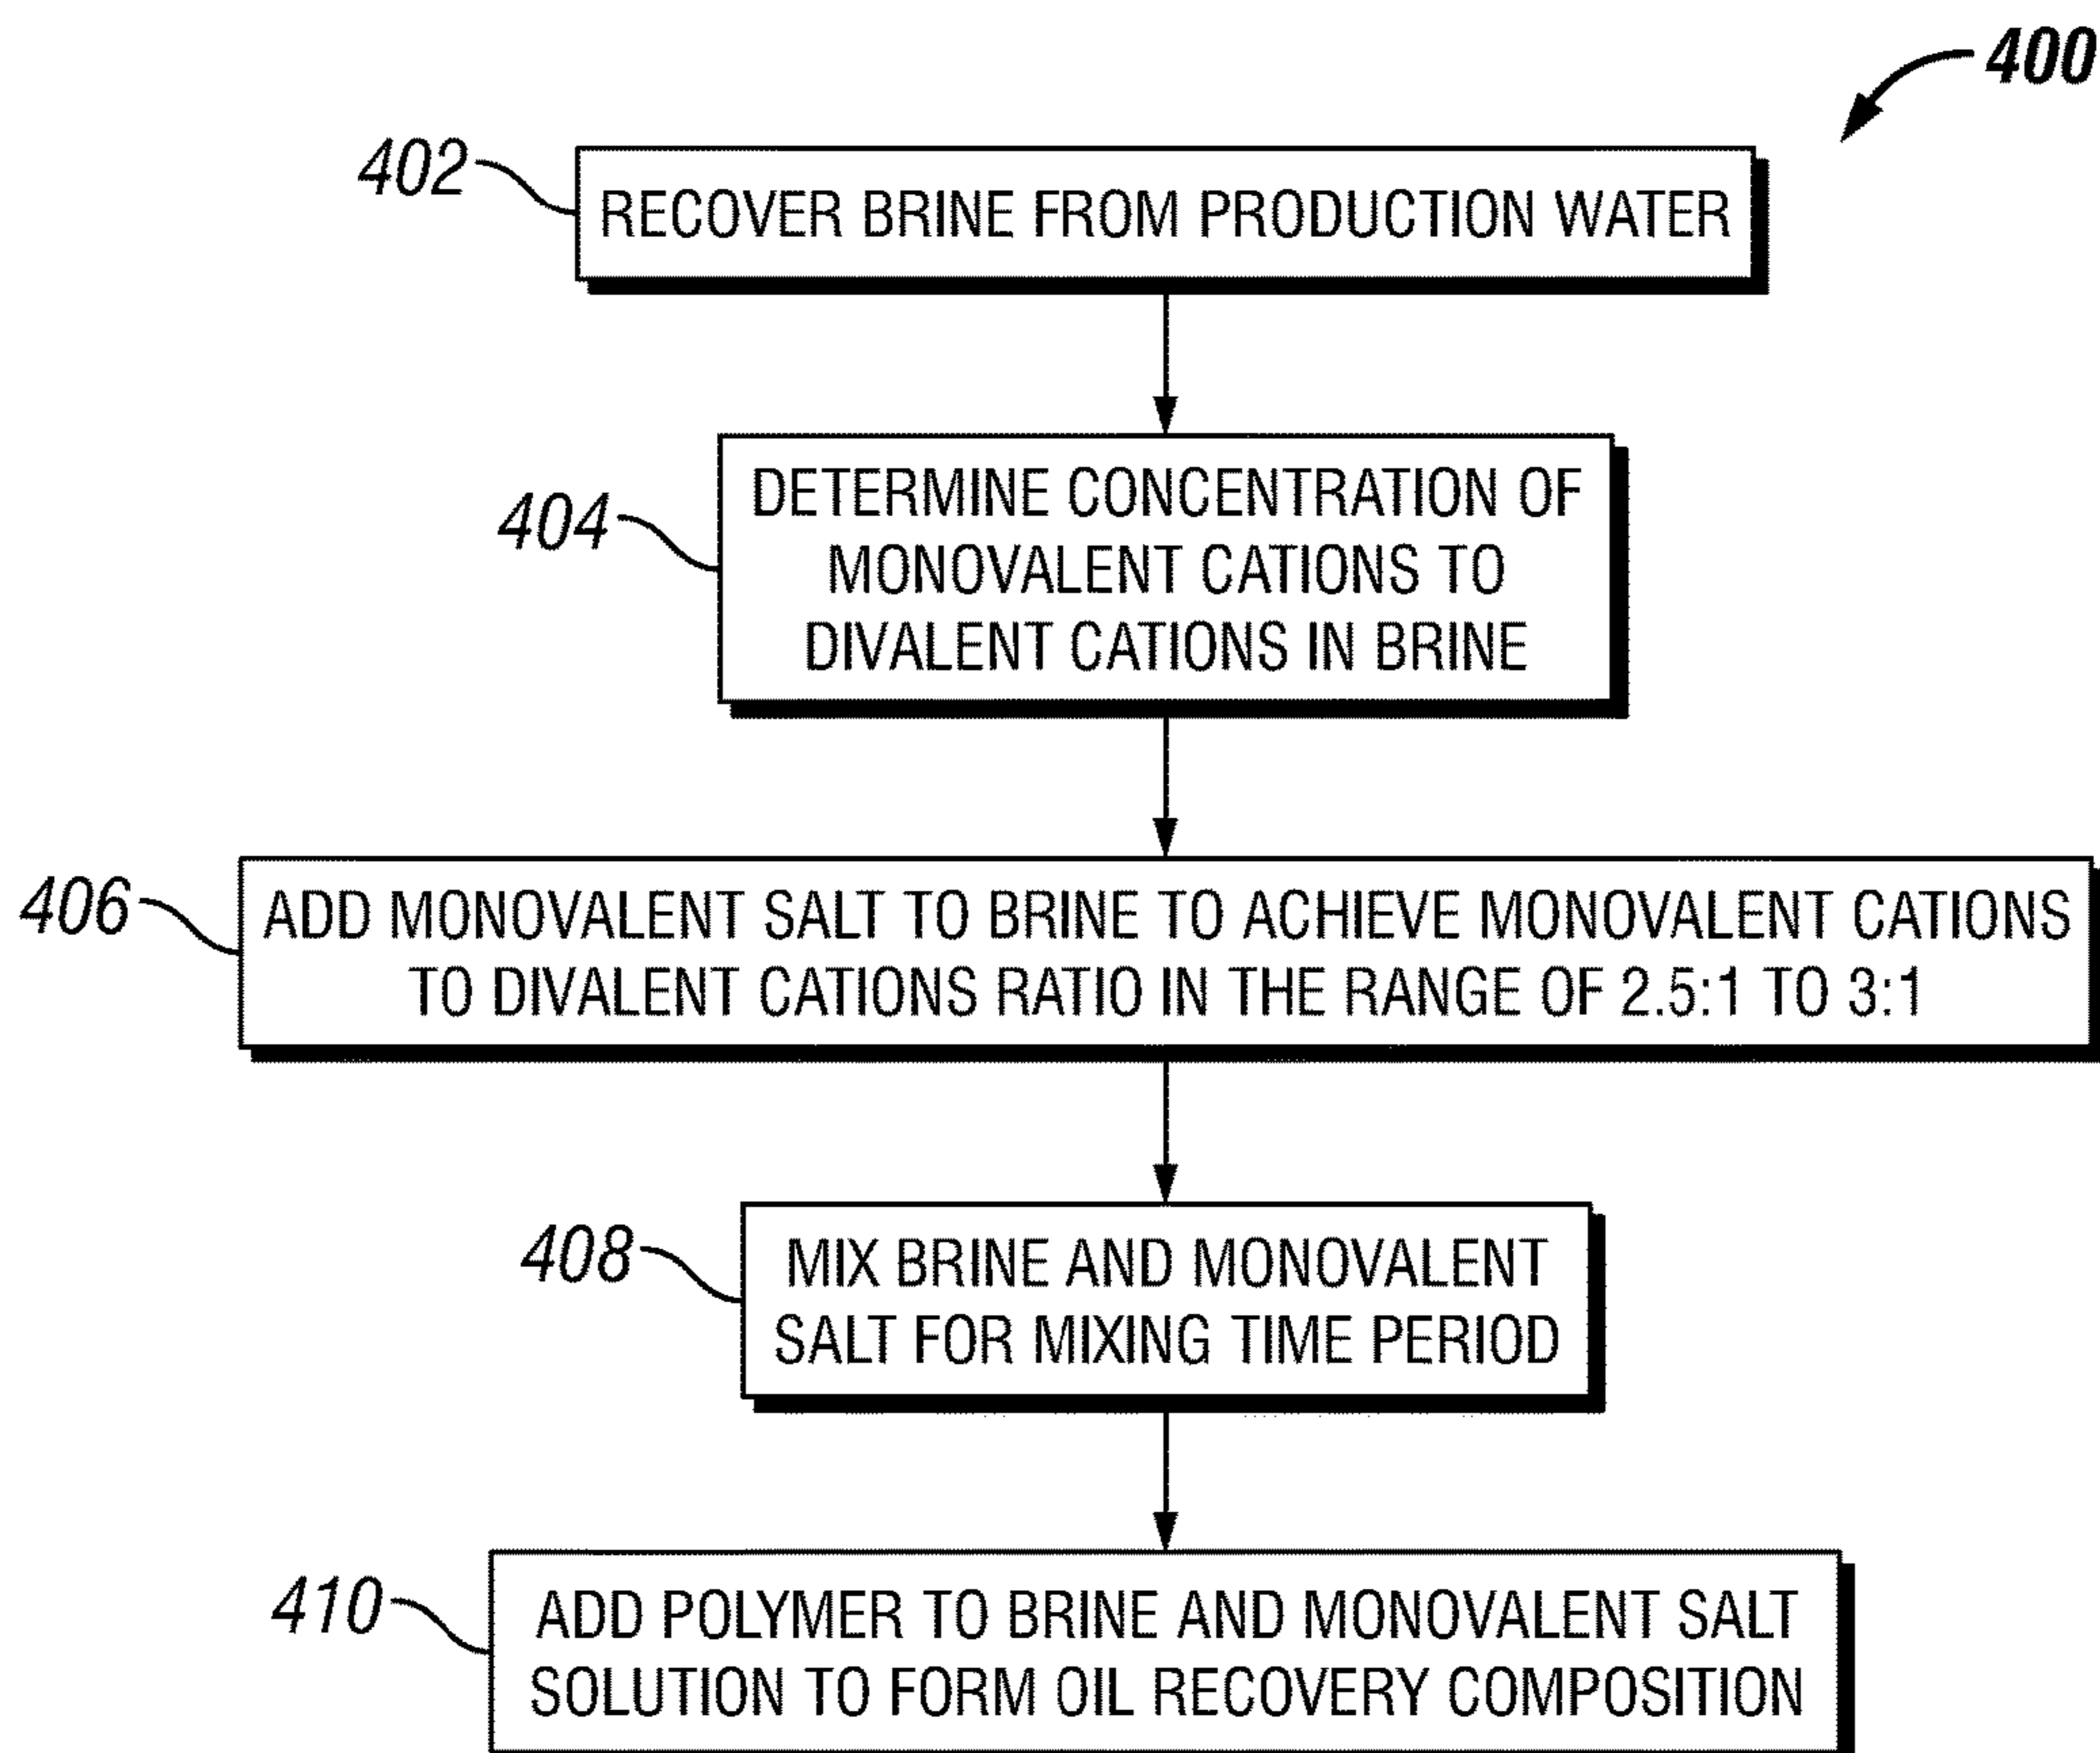 400
402
RECOVER BRINE FROM PRODUCTION WATER
404
DETERMINE CONCENTRATION OF
MONOVALENT CATIONS TO
DIVALENT CATIONS IN BRINE
406
ADD MONOVALENT SALT TO BRINE TO ACHIEVE MONOVALENT CATIONS
TO DIVALENT CATIONS RATIO IN THE RANGE OF 2.5:1 TO 3:1
408
MIX BRINE AND MONOVALENT
SALT FOR MIXING TIME PERIOD
410
ADD POLYMER TO BRINE AND MONOVALENT SALT
SOLUTION TO FORM OIL RECOVERY COMPOSITION